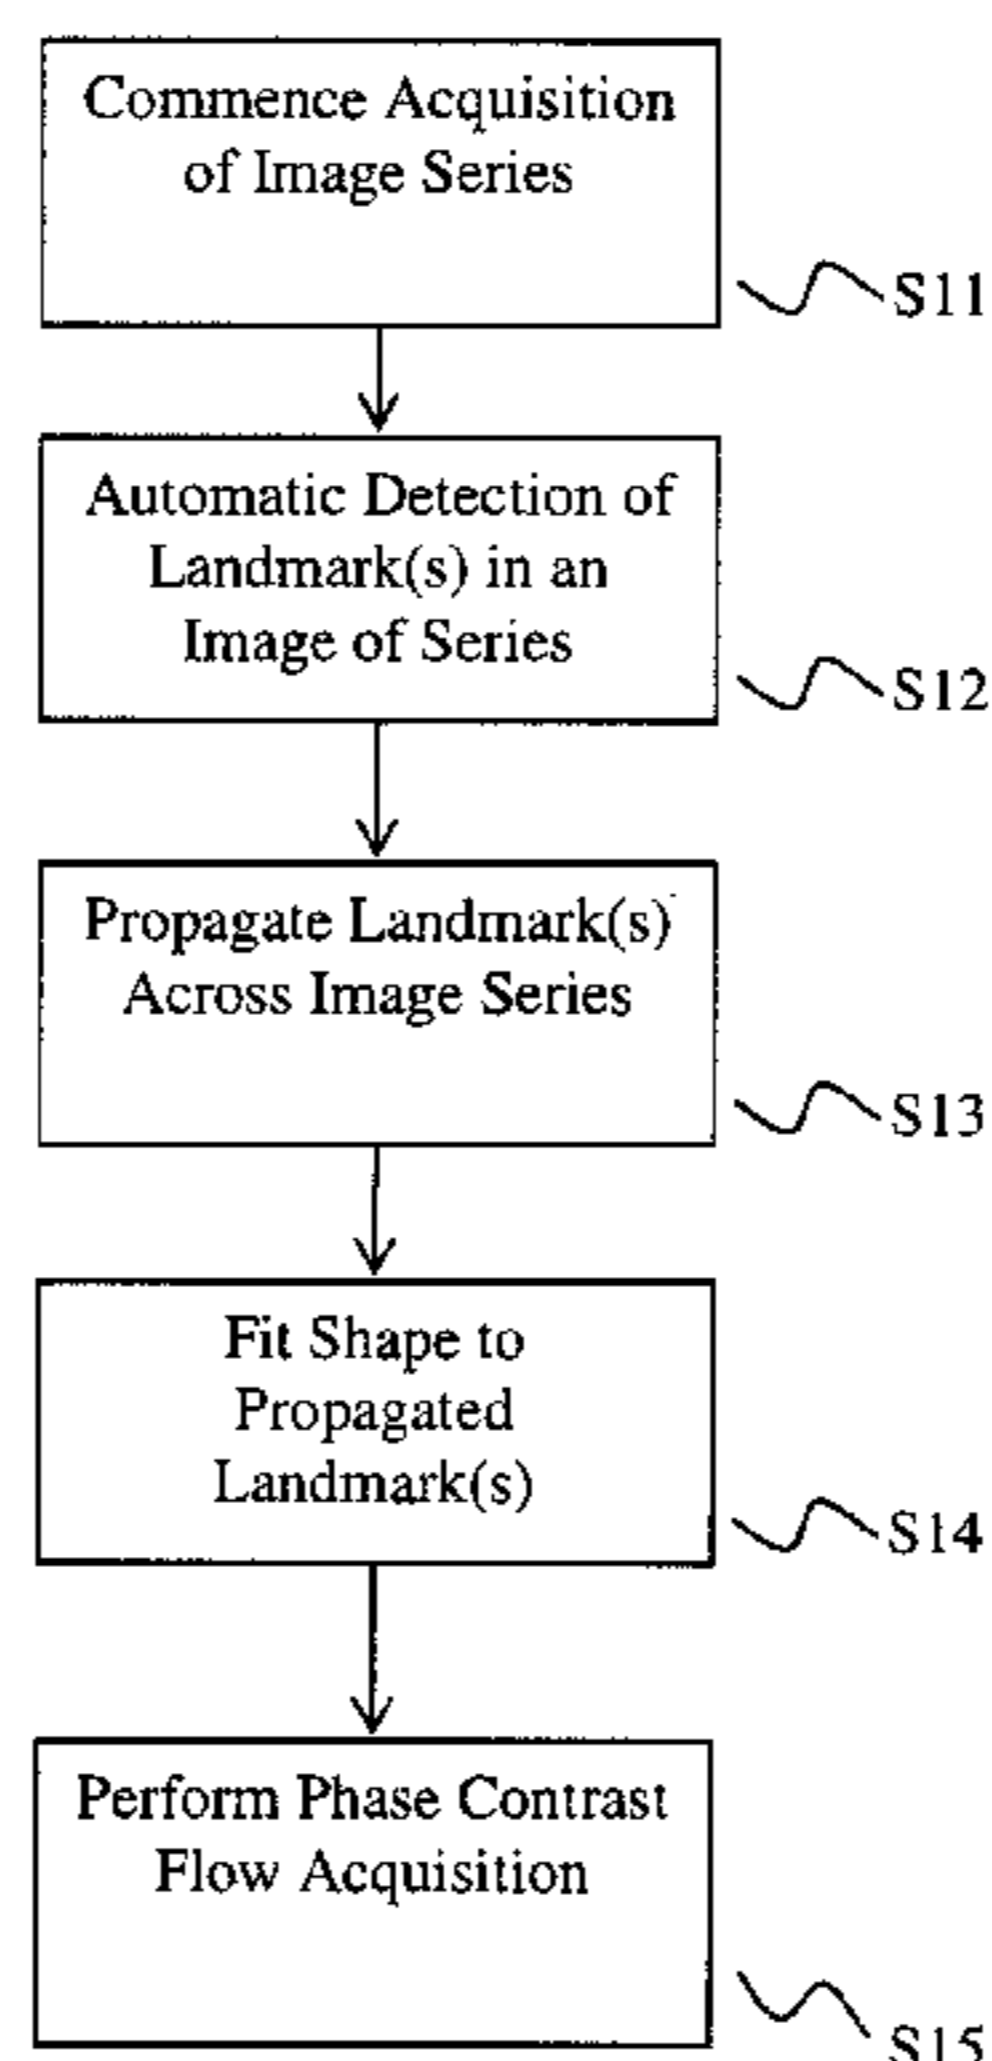 Commence Acquisition
of Image Series
S11
Automatic Detection of
Landmark(s) in an
Image of Series
S12
Propagate Landmark(s)
Across Image Series
S13
Fit Shape to
Propagated
Landmark(s)
S14
Perform Phase Contrast
Flow Acquisition
S15